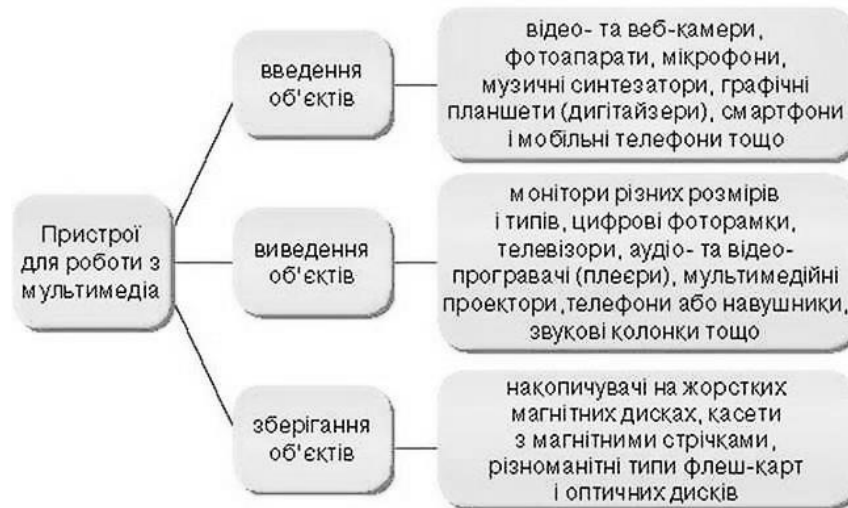 Пристрої
для роботи з
мультимедіа
введення
об'єктів
відео- та веб-камери,
фотоапарати, мікрофони,
музичні синтезатори, графічні
планшети (дигітайзери), смартфони
і мобільні телефони тощо
виведення
об'єктів
монітори різних розмірів
і типів, цифрові фоторамки,
телевізори, аудіо- та відео-
програвачі (плеєри), мультимедійні
проектори,телефони або навушники,
звукові колонки тощо
зберігання
об'єктів
накопичувачі на жорстких
магнітних дисках, касети
з магнітними стрічками,
різноманітні типи флеш-карт
і оптичних дисків